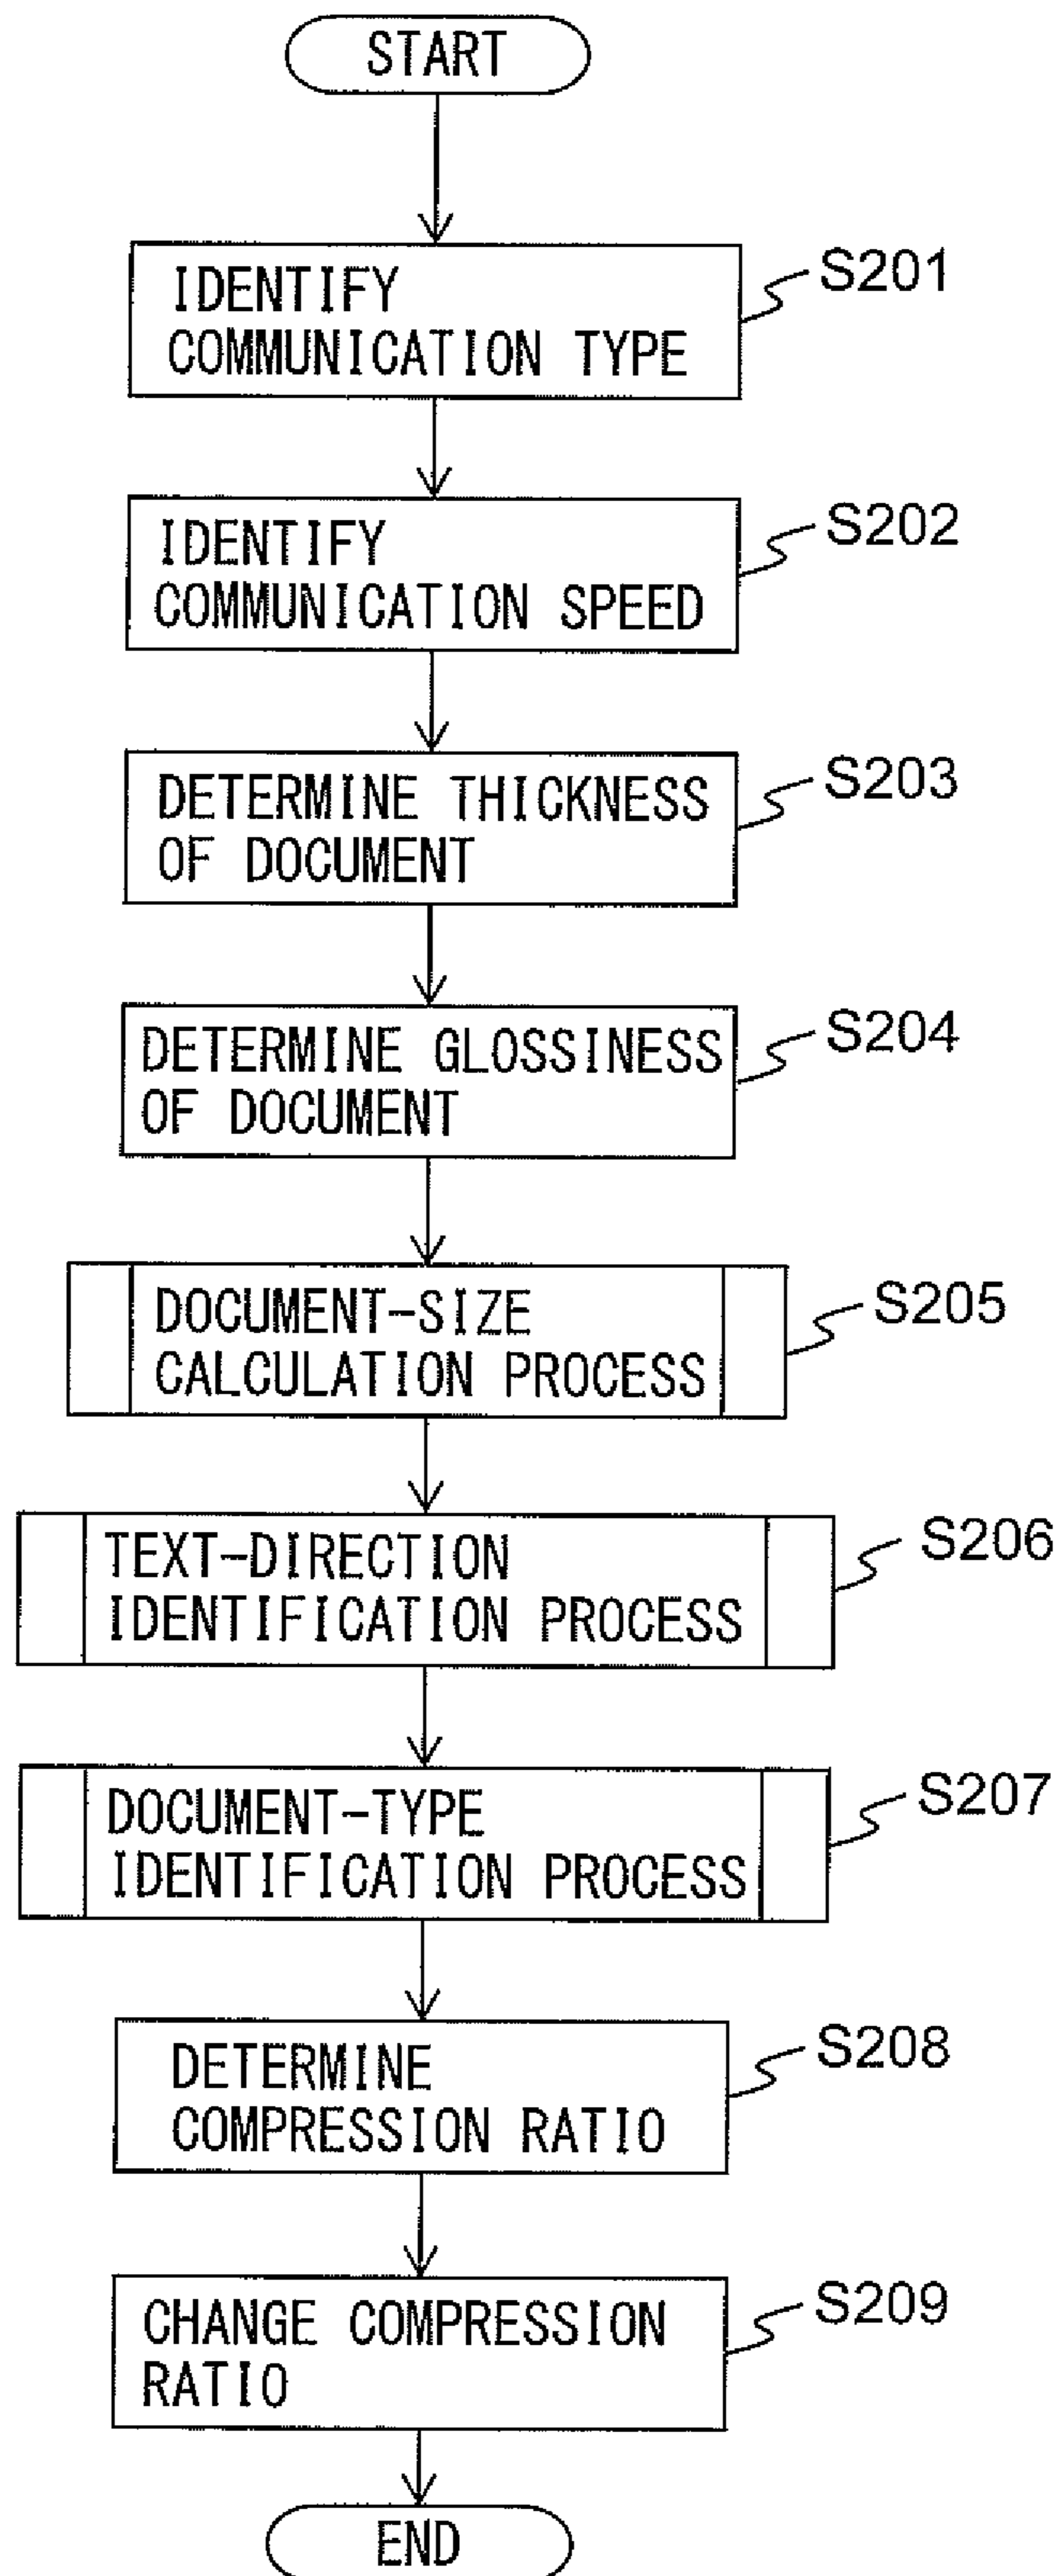 START
IDENTIFY
COMMUNICATION TYPE
S201
IDENTIFY
COMMUNICATION SPEED
S202
DETERMINE THICKNESS
OF DOCUMENT
S203
DETERMINE GLOSSINESS
OF DOCUMENT
S204
DOCUMENT-SIZE
CALCULATION PROCESS
S205
TEXT-DIRECTION
IDENTIFICATION PROCESS
S206
DOCUMENT-TYPE
IDENTIFICATION PROCESS
S207
DETERMINE
COMPRESSION RATIO
S208
CHANGE COMPRESSION
RATIO
S209
END